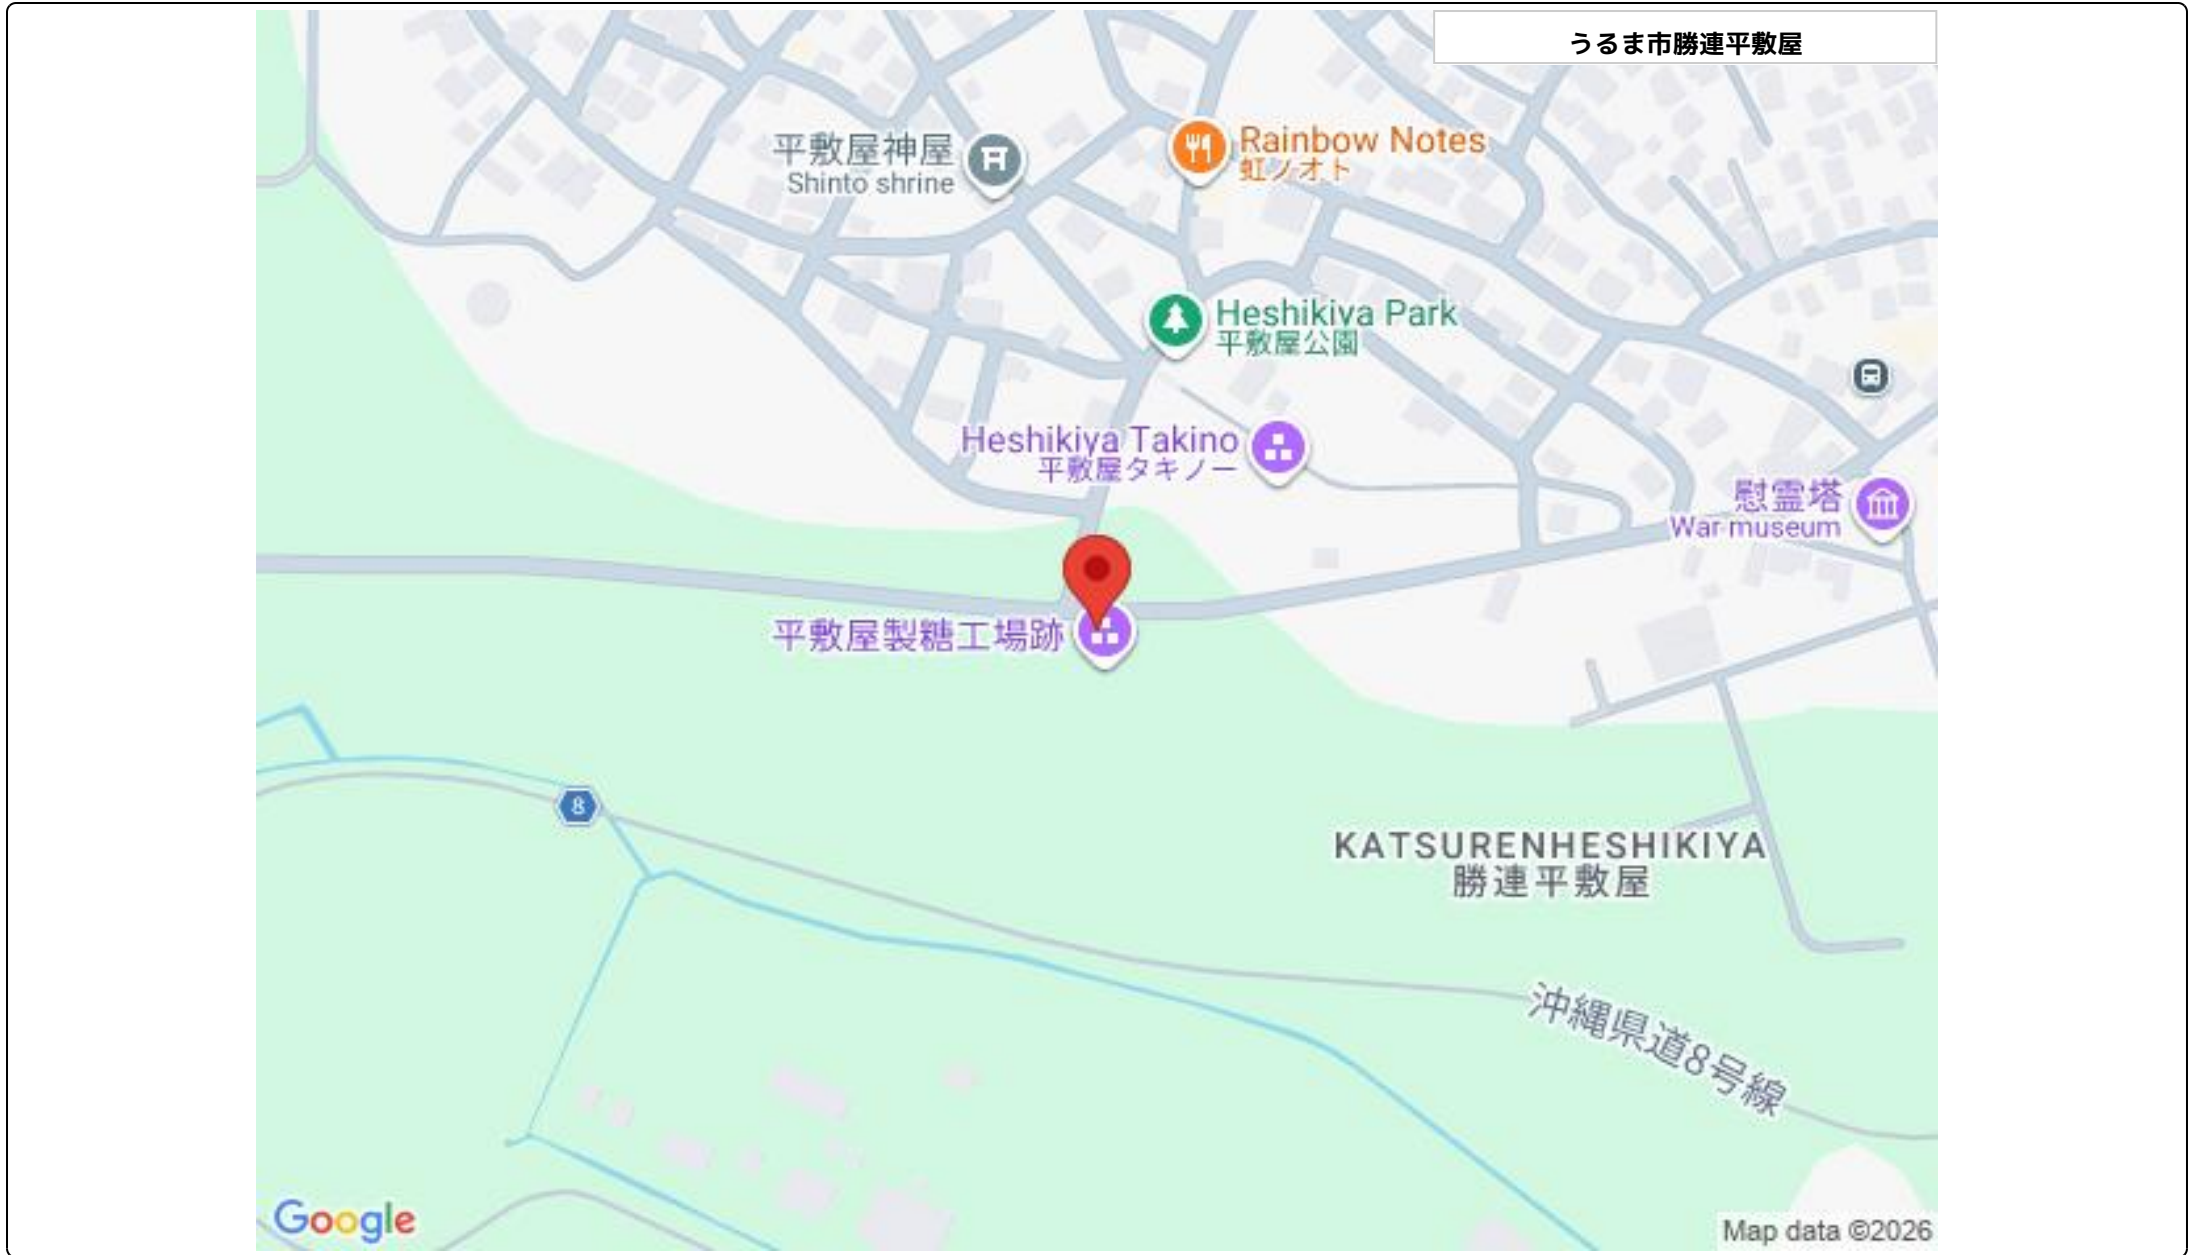 うるま市勝連平敷屋
平敷屋神屋
Shinto shrine
Rainbow Notes
虹ノオト
Heshikiya Park
平敷屋公園
Heshikiya Takino
平敷屋タキノー
慰霊塔
War museum
平敷屋製糖工場跡
8
KATSURENHESHIKIYA
勝連平敷屋
沖縄県道8号線
Google
Map data ©2026